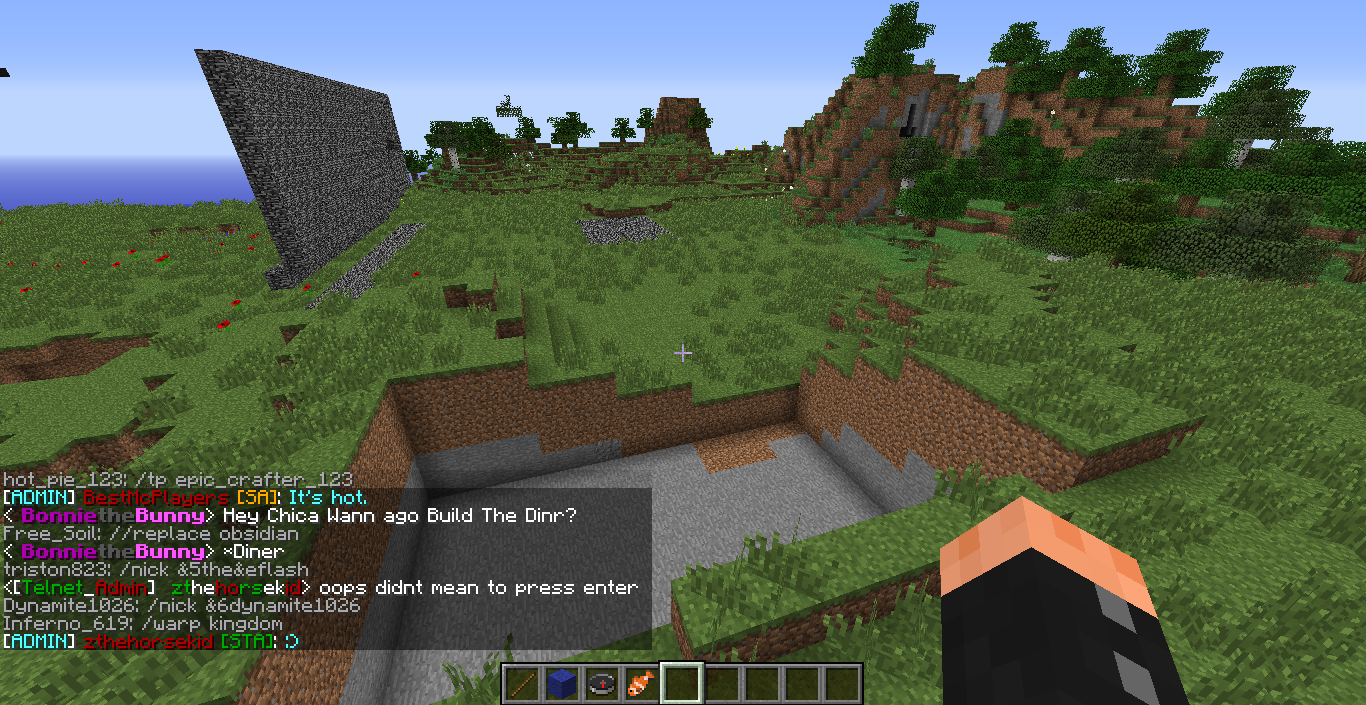 hot_pie_123: /tp epic_crafter_123
[ADMIN] BestMcPlayers [SA]: It's hot.
< BonnietheBunny> Hey Chica Wann ago Build The Dinr?
Free_Soil: //replace obsidian
< BonnietheBunny> *Diner
triston823: /nick &5the&eflash
<[Telnet_Admin] zthehorsekid> oops didnt mean to press enter
Dynamite1026: /nick &6dynamite1026
Inferno_619: /warp kingdom
[ADMIN] zthehorsekid [STA]: :)